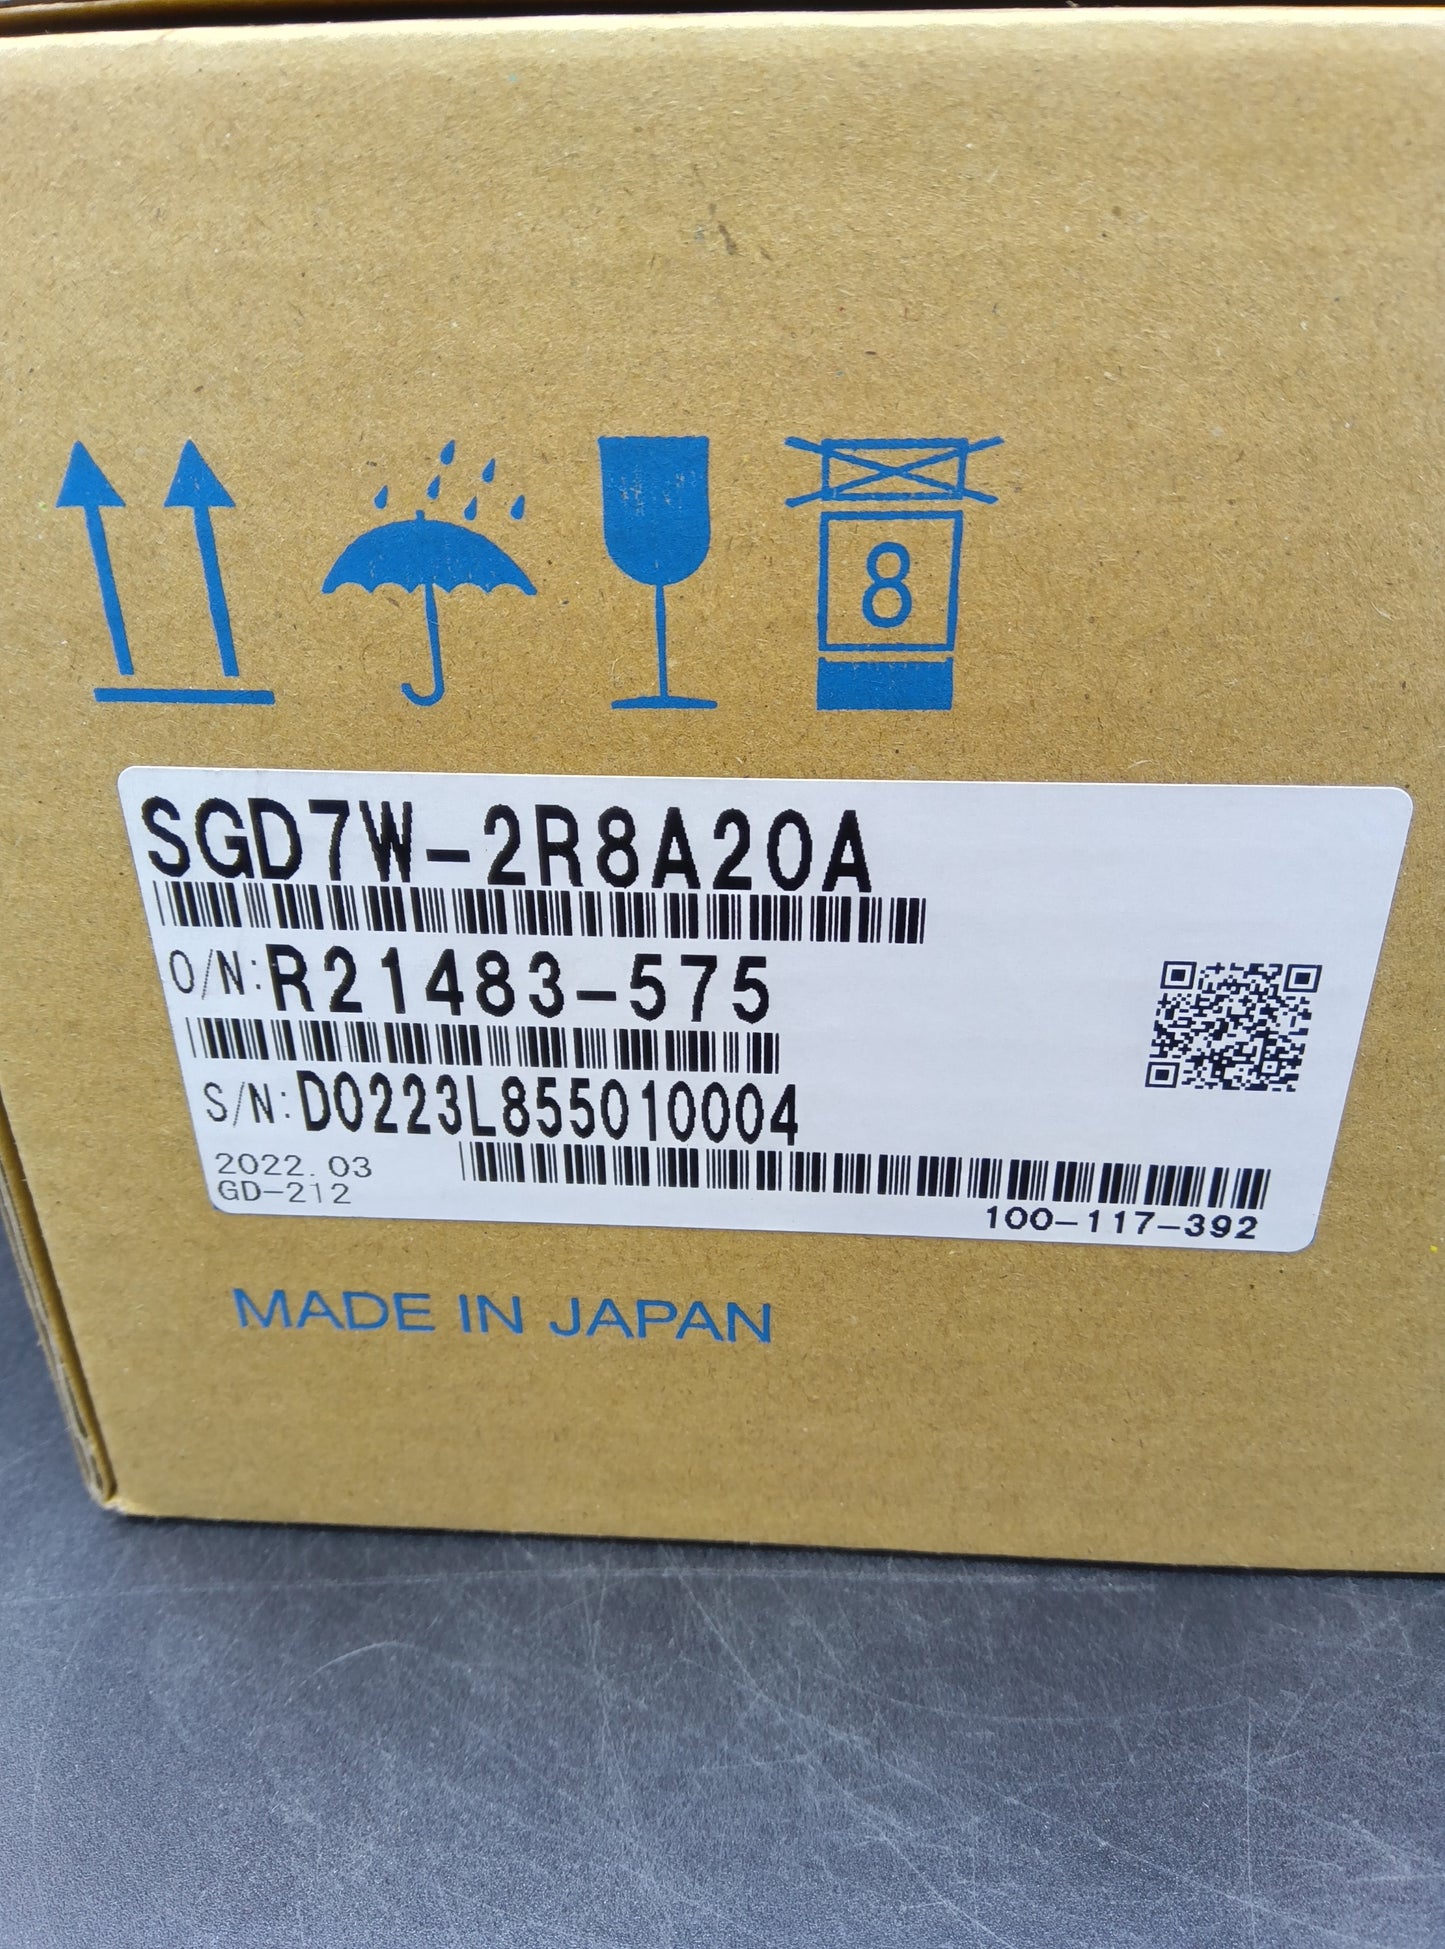 8
SGD7W-2R8A20A
O/N:R21483-575
S/N:D0223L855010004
2022.03
GD-212
100-117-392
MADE IN JAPAN